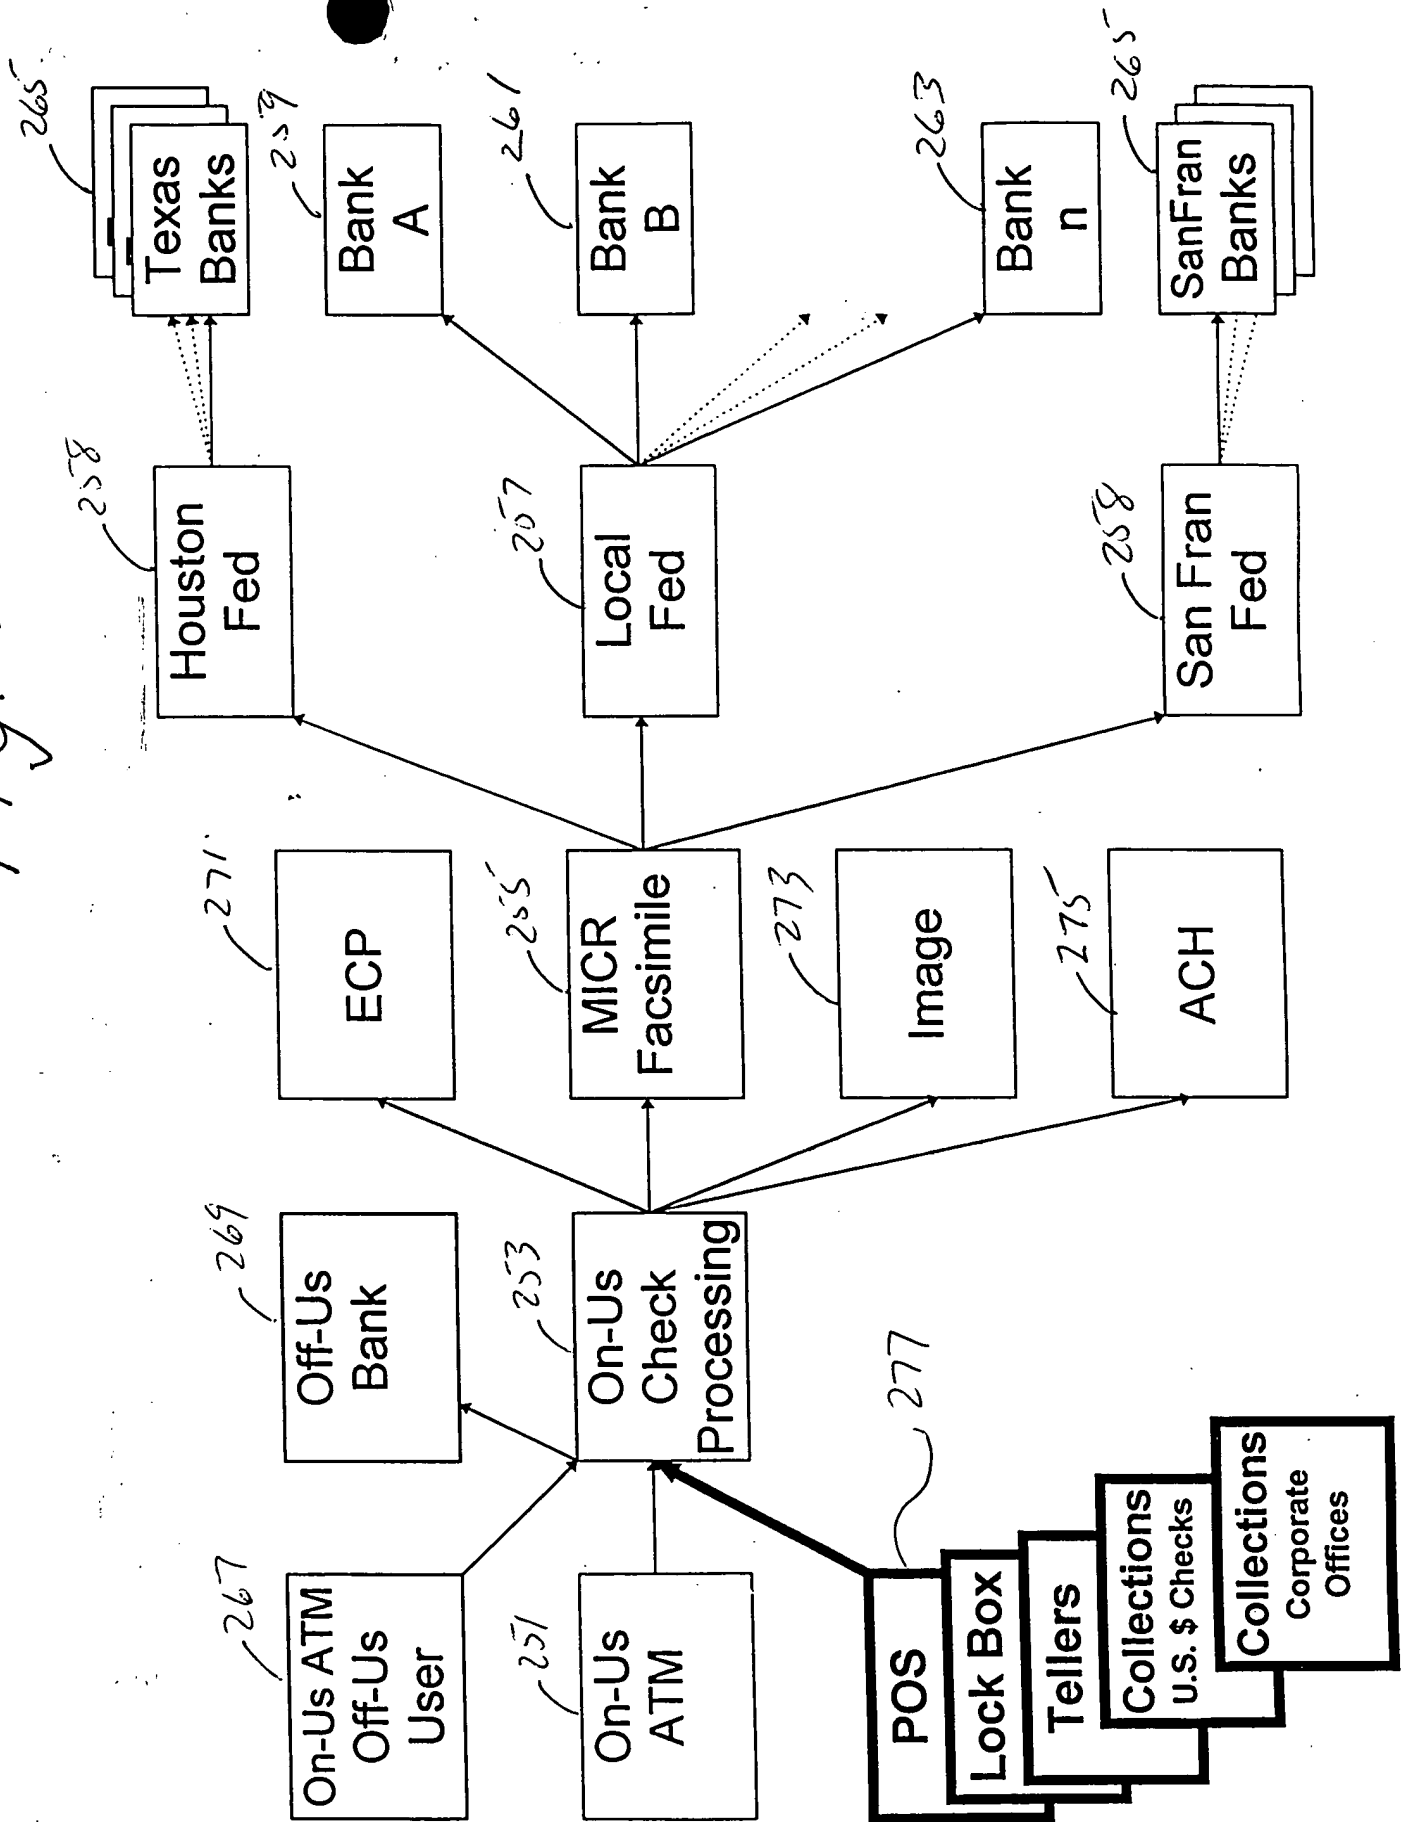 265
Texas
Banks
259
Bank
A
261
Bank
B
263
Bank
n
265
SanFran
Banks
258
Houston
Fed
257
Local
Fed
258
San Fran
Fed
271
ECP
255
MICR
Facsimile
273
Image
275
ACH
269
Off-Us
Bank
253
On-Us
Check
Processing
267
On-Us ATM
Off-Us
User
251
On-Us
ATM
277
POS
Lock Box
Tellers
Collections
U.S. $ Checks
Collections
Corporate
Offices